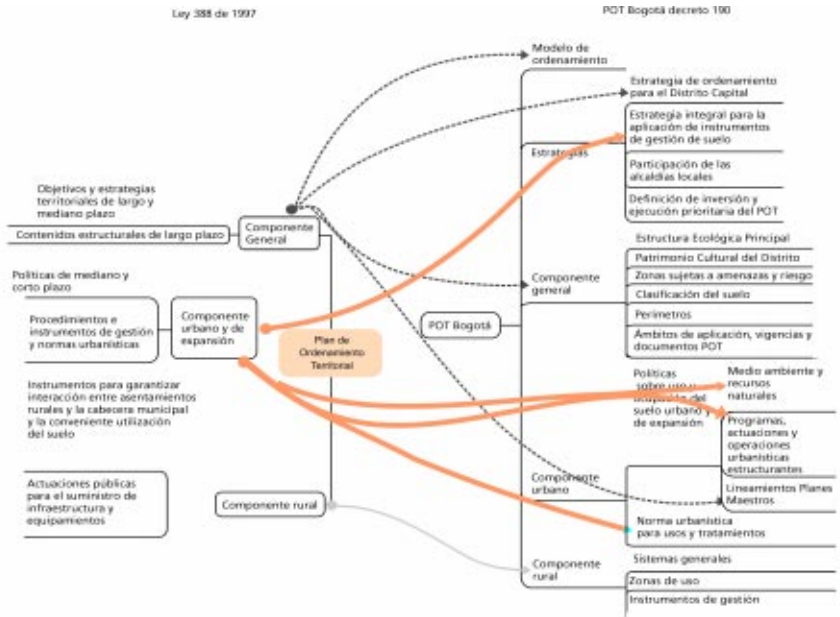 Ley 388 de 1997
POT Bogotá decreto 190
Objetivos y estrategias
territoriales de largo y
mediano plazo
Contenidos estructurales de largo plazo
Componente
General
Políticas de mediano y
corto plazo
Procedimientos e
instrumentos de gestión
y normas urbanísticas
Componente
urbano y de
expansión
Plan de
Ordenamiento
Territorial
Instrumentos para garantizar
interacción entre asentamientos
rurales y la cabecera municipal
y la conveniente utilización
del suelo
Actuaciones públicas
para el suministro de
infraestructura y
equipamientos
Componente rural
POT Bogotá
Modelo de
ordenamiento
Estrategias
Estrategia de ordenamiento
para el Distrito Capital
Estrategia integral para la
aplicación de instrumentos
de gestión de suelo
Participación de las
alcaldías locales
Definición de inversión y
ejecución prioritaria del POT
Componente
general
Estructura Ecológica Principal
Patrimonio Cultural del Distrito
Zonas sujetas a amenazas y riesgo
Clasificación del suelo
Perímetros
Ámbitos de aplicación, vigencias y
documentos POT
Componente
urbano
Políticas
sobre uso y
ocupación del
suelo urbano y
de expansión
Medio ambiente y
recursos
naturales
Programas,
actuaciones y
operaciones
urbanísticas
estructurantes
Lineamientos Planes
Maestros
Norma urbanística
para usos y tratamientos
Componente
rural
Sistemas generales
Zonas de uso
Instrumentos de gestión